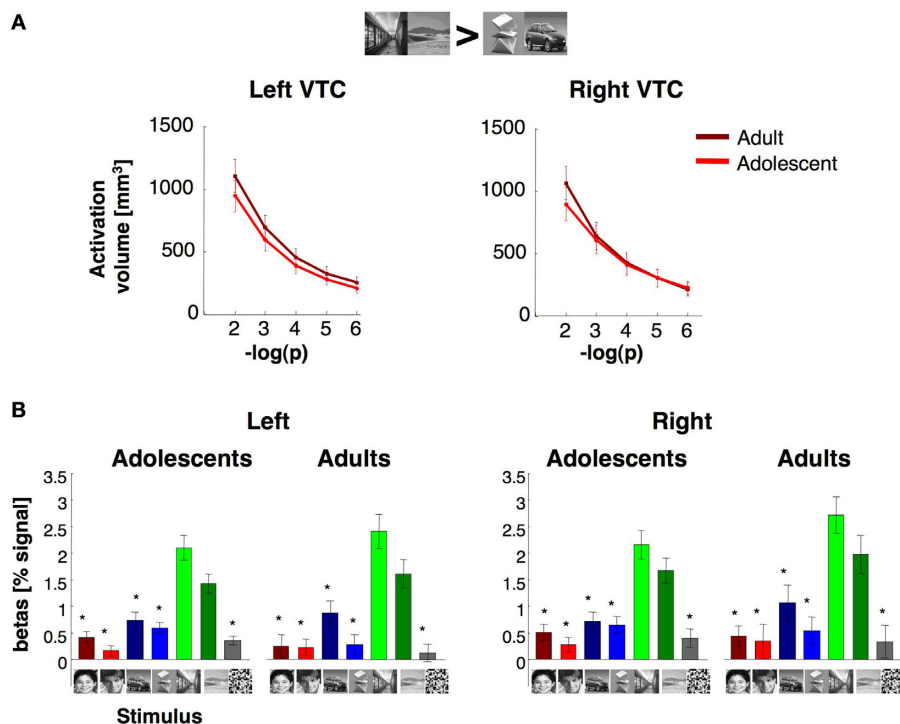 A
>
Left VTC
Right VTC
1500
1000
500
0
Activation
volume [mm3]
2 3 4 5 6
-log(p)
1500
1000
500
0
2 3 4 5 6
-log(p)
Adult
Adolescent
B
Left
Right
Adolescents
Adults
Adolescents
Adults
betas [% signal]
3.5
3
2.5
2
1.5
1
0.5
0
* * * * *
* * * * *
3.5
3
2.5
2
1.5
1
0.5
0
* * * * *
* * * * *
Stimulus